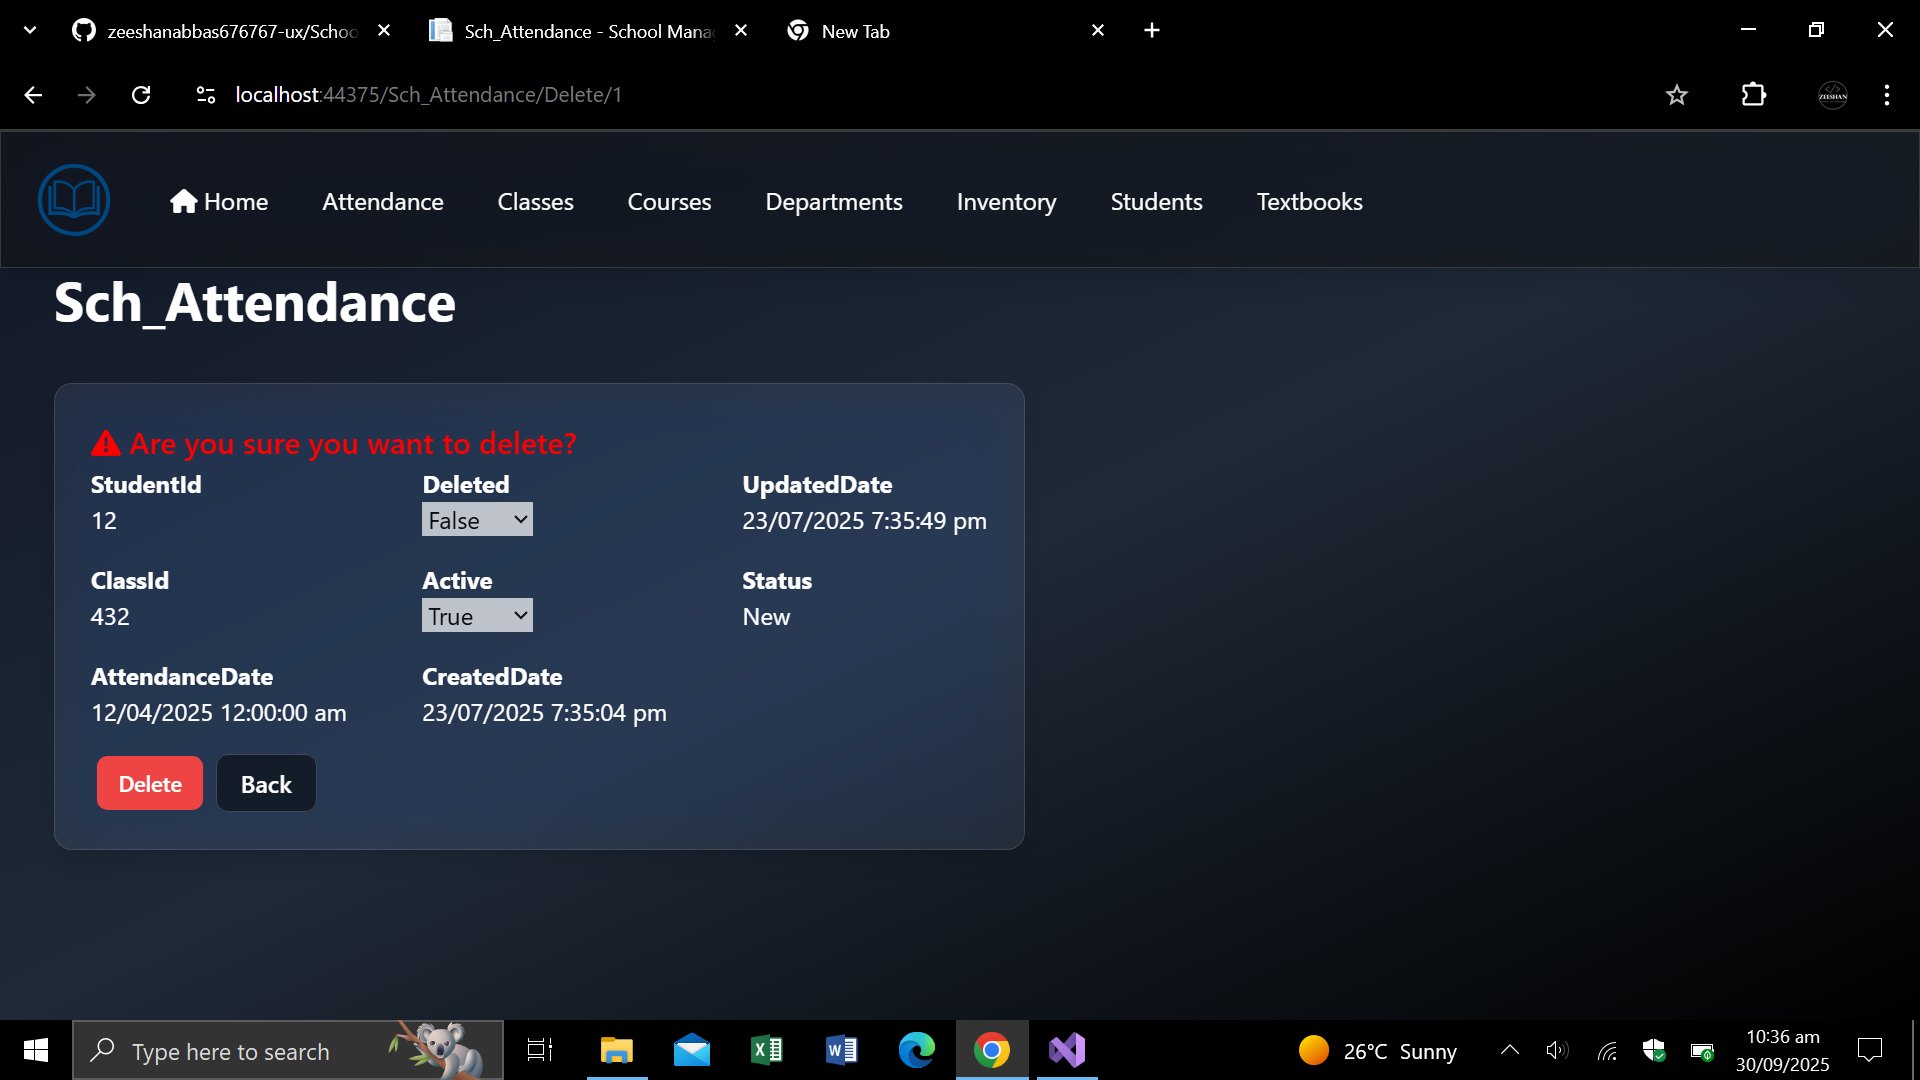 zeeshanabbas676767-ux/Schoo
Sch_Attendance - School Mana
New Tab
localhost:44375/Sch_Attendance/Delete/1
ZEESHAN
Home
Attendance
Classes
Courses
Departments
Inventory
Students
Textbooks
Sch_Attendance
Are you sure you want to delete?
StudentId
12
Deleted
False
UpdatedDate
23/07/2025 7:35:49 pm
ClassId
432
Active
True
Status
New
AttendanceDate
12/04/2025 12:00:00 am
CreatedDate
23/07/2025 7:35:04 pm
Delete
Back
Type here to search
26°C Sunny
10:36 am
30/09/2025